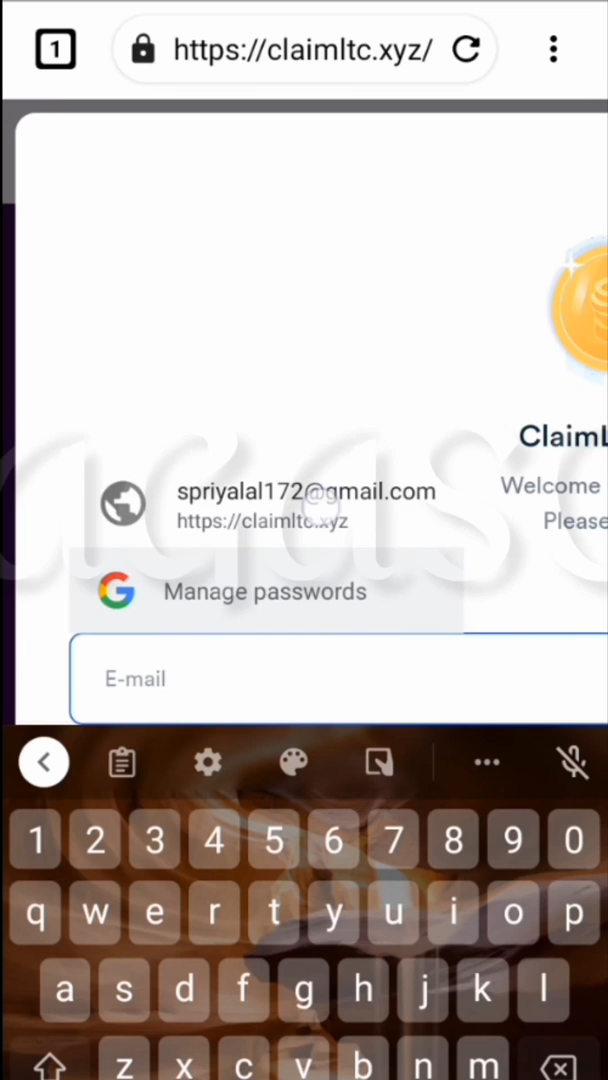 1
https://claimltc.xyz/
ClaimL
spriyalal172@gmail.com
https://claimltc.xyz
Welcome
Please
Manage passwords
E-mail
1 2 3 4 5 6 7 8 9 0
q w e r t y u i o p
a s d f g h j k l
z x c v b n m